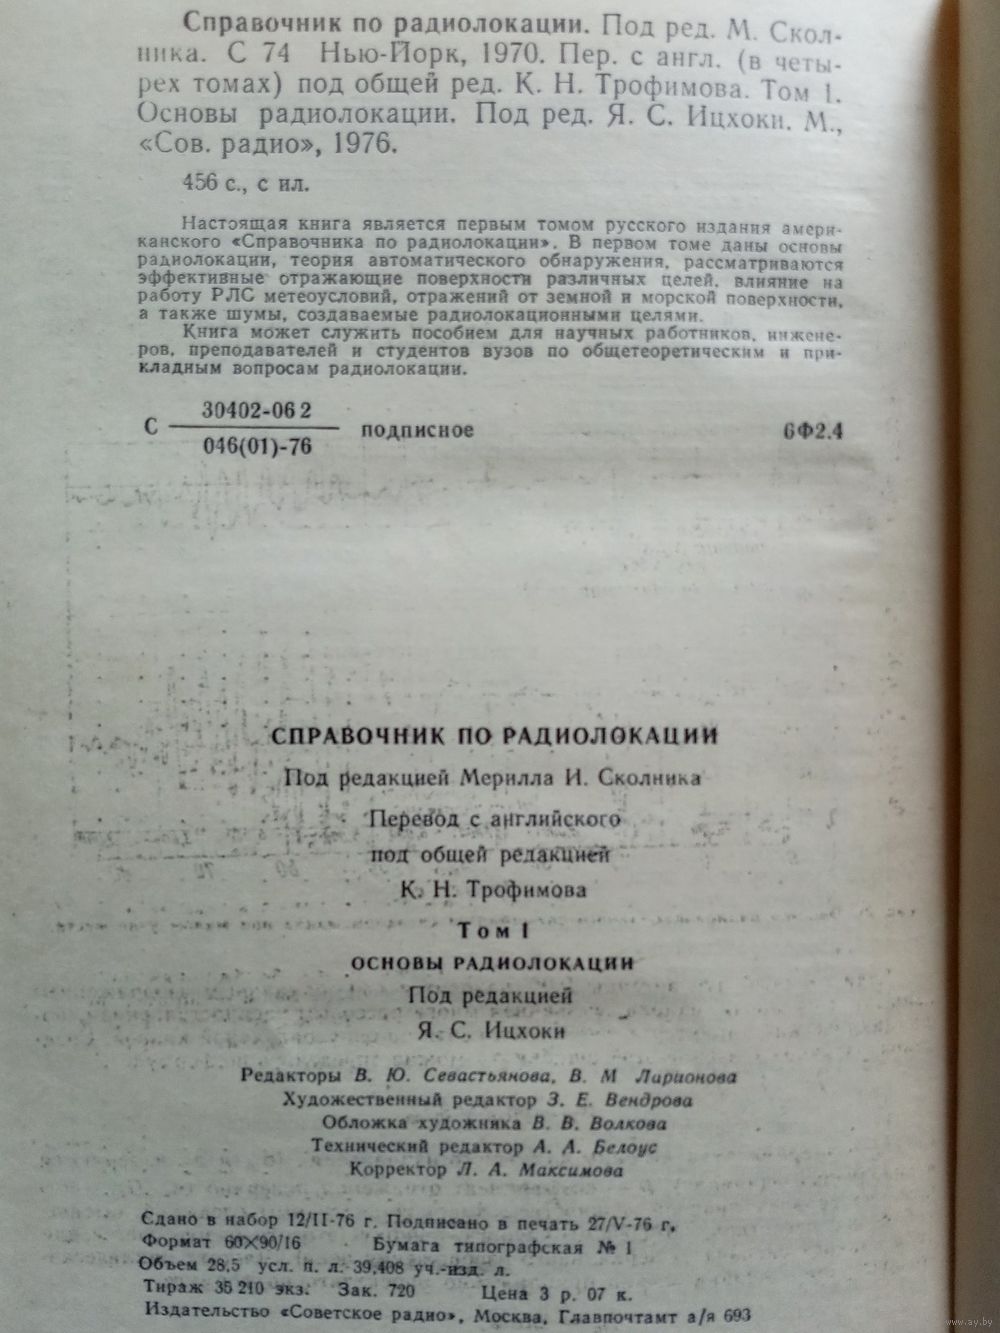 Справочник по радиолокации. Под ред. М. Скол-
ника. С 74 Нью-Йорк, 1970. Пер. с англ. (в четы-
рех томах) под общей ред. К. Н. Трофимова. Том 1.
Основы радиолокации. Под ред. Я. С. Ицхоки. М.,
«Сов. радио», 1976.
456 с., с ил.
Настоящая книга является первым томом русского издания амери-
канского «Справочника по радиолокации». В первом томе даны основы
радиолокации, теория автоматического обнаружения, рассматриваются
эффективные отражающие поверхности различных целей, влияние на
работу РЛС метеоусловий, отражений от земной и морской поверхности,
а также шумы, создаваемые радиолокационными целями.
Книга может служить пособием для научных работников, инжене-
ров, преподавателей и студентов вузов по общетеоретическим и при-
кладным вопросам радиолокации.
30402-06 2
С подписное 6Ф2.4
046(01)-76
СПРАВОЧНИК ПО РАДИОЛОКАЦИИ
Под редакцией Мерилла И. Сколника
Перевод с английского
под общей редакцией
К. Н. Трофимова
Том I
ОСНОВЫ РАДИОЛОКАЦИИ
Под редакцией
Я. С. Ицхоки
Редакторы В. Ю. Севастьянова, В. М Ларионова
Художественный редактор З. Е. Вендрова
Обложка художника В. В. Волкова
Технический редактор А. А. Белоус
Корректор Л. А. Максимова
Сдано в набор 12/II-76 г. Подписано в печать 27/V-76 г.
Формат 60×90/16 Бумага типографская № 1
Объем 28,5 усл. п. л. 39,408 уч.-изд. л.
Тираж 35 210 экз. Зак. 720 Цена 3 р. 07 к.
Издательство «Советское радио», Москва, Главпочтамт а/я 693
www.ay.by